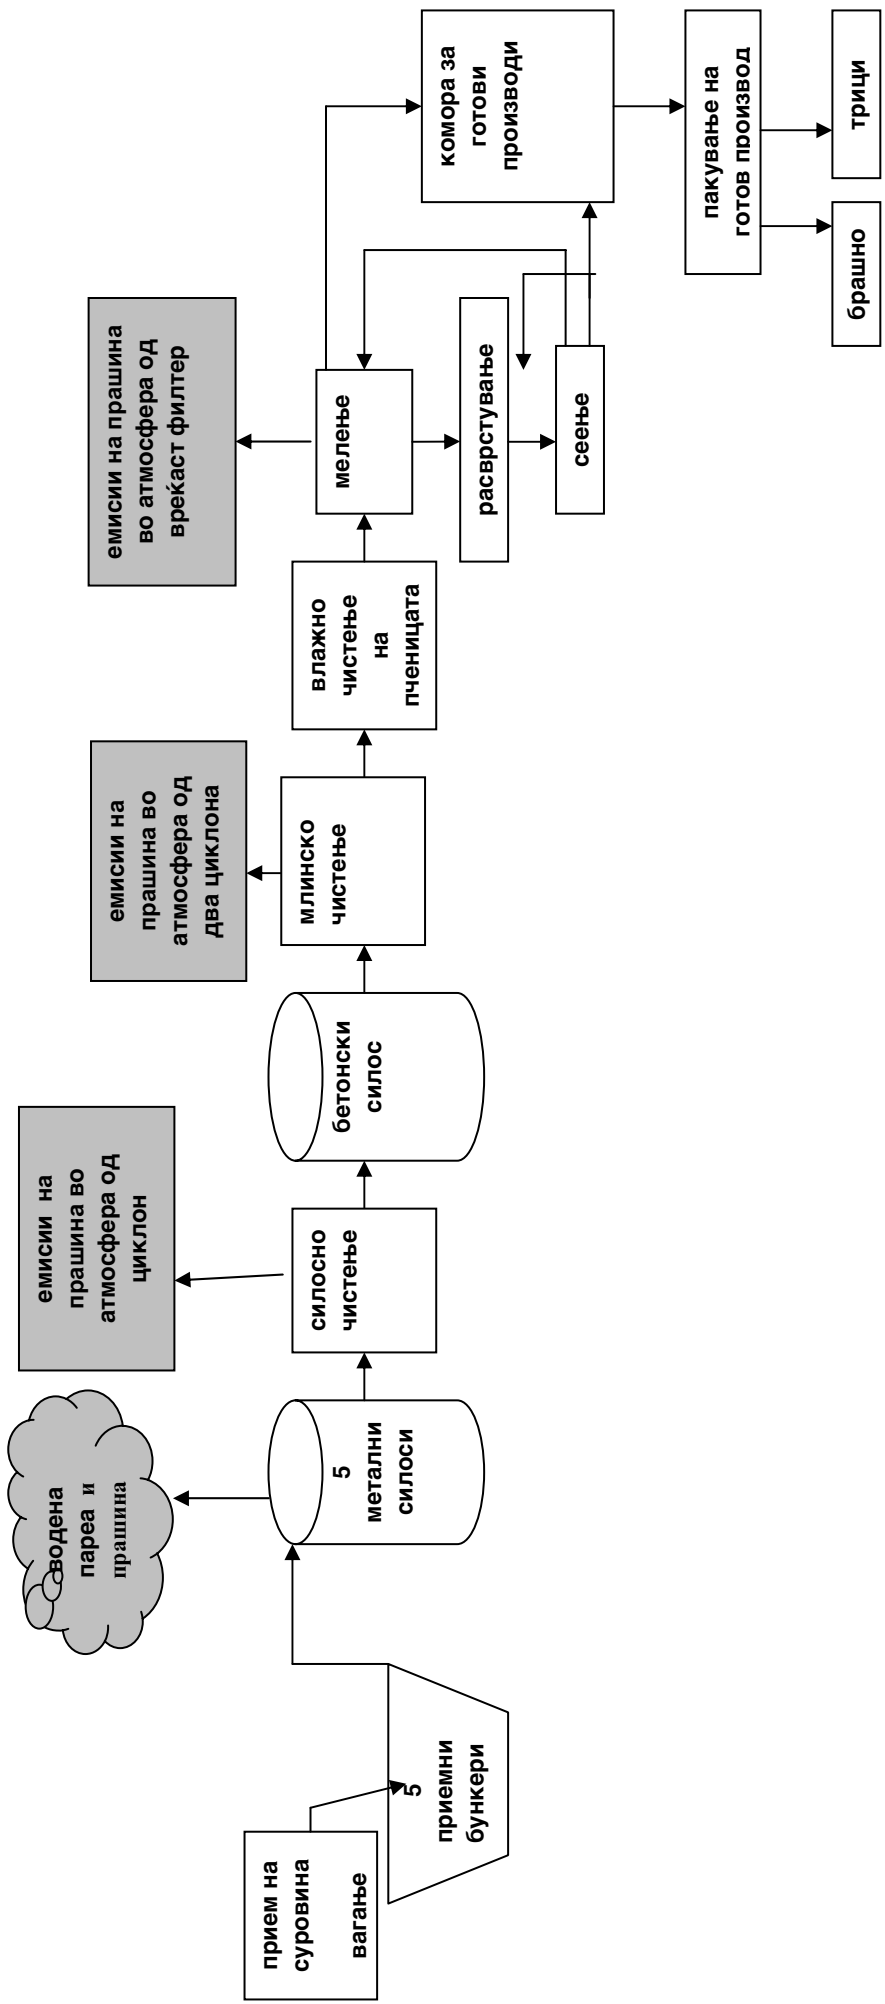 прием на
суровина
вагање
5
приемни
бункери
водена
пареа и
прашина
5
метални
силоси
емисии на
прашина во
атмосфера од
циклон
силосно
чистење
бетонски
силос
емисии на
прашина во
атмосфера од
два циклона
млинско
чистење
влажно
чистење
на
пченицата
емисии на прашина
во атмосфера од
вреќаст филтер
мелење
расврстување
сеење
комора за
готови
производи
пакување на
готов производ
брашно
трици